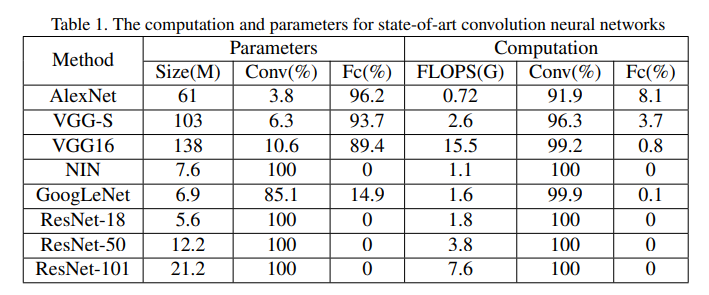 Table 1. The computation and parameters for state-of-art convolution neural networks
Method Parameters Computation
Size(M) Conv(%) Fc(%) FLOPS(G) Conv(%) Fc(%)
AlexNet 61 3.8 96.2 0.72 91.9 8.1
VGG-S 103 6.3 93.7 2.6 96.3 3.7
VGG16 138 10.6 89.4 15.5 99.2 0.8
NIN 7.6 100 0 1.1 100 0
GoogLeNet 6.9 85.1 14.9 1.6 99.9 0.1
ResNet-18 5.6 100 0 1.8 100 0
ResNet-50 12.2 100 0 3.8 100 0
ResNet-101 21.2 100 0 7.6 100 0